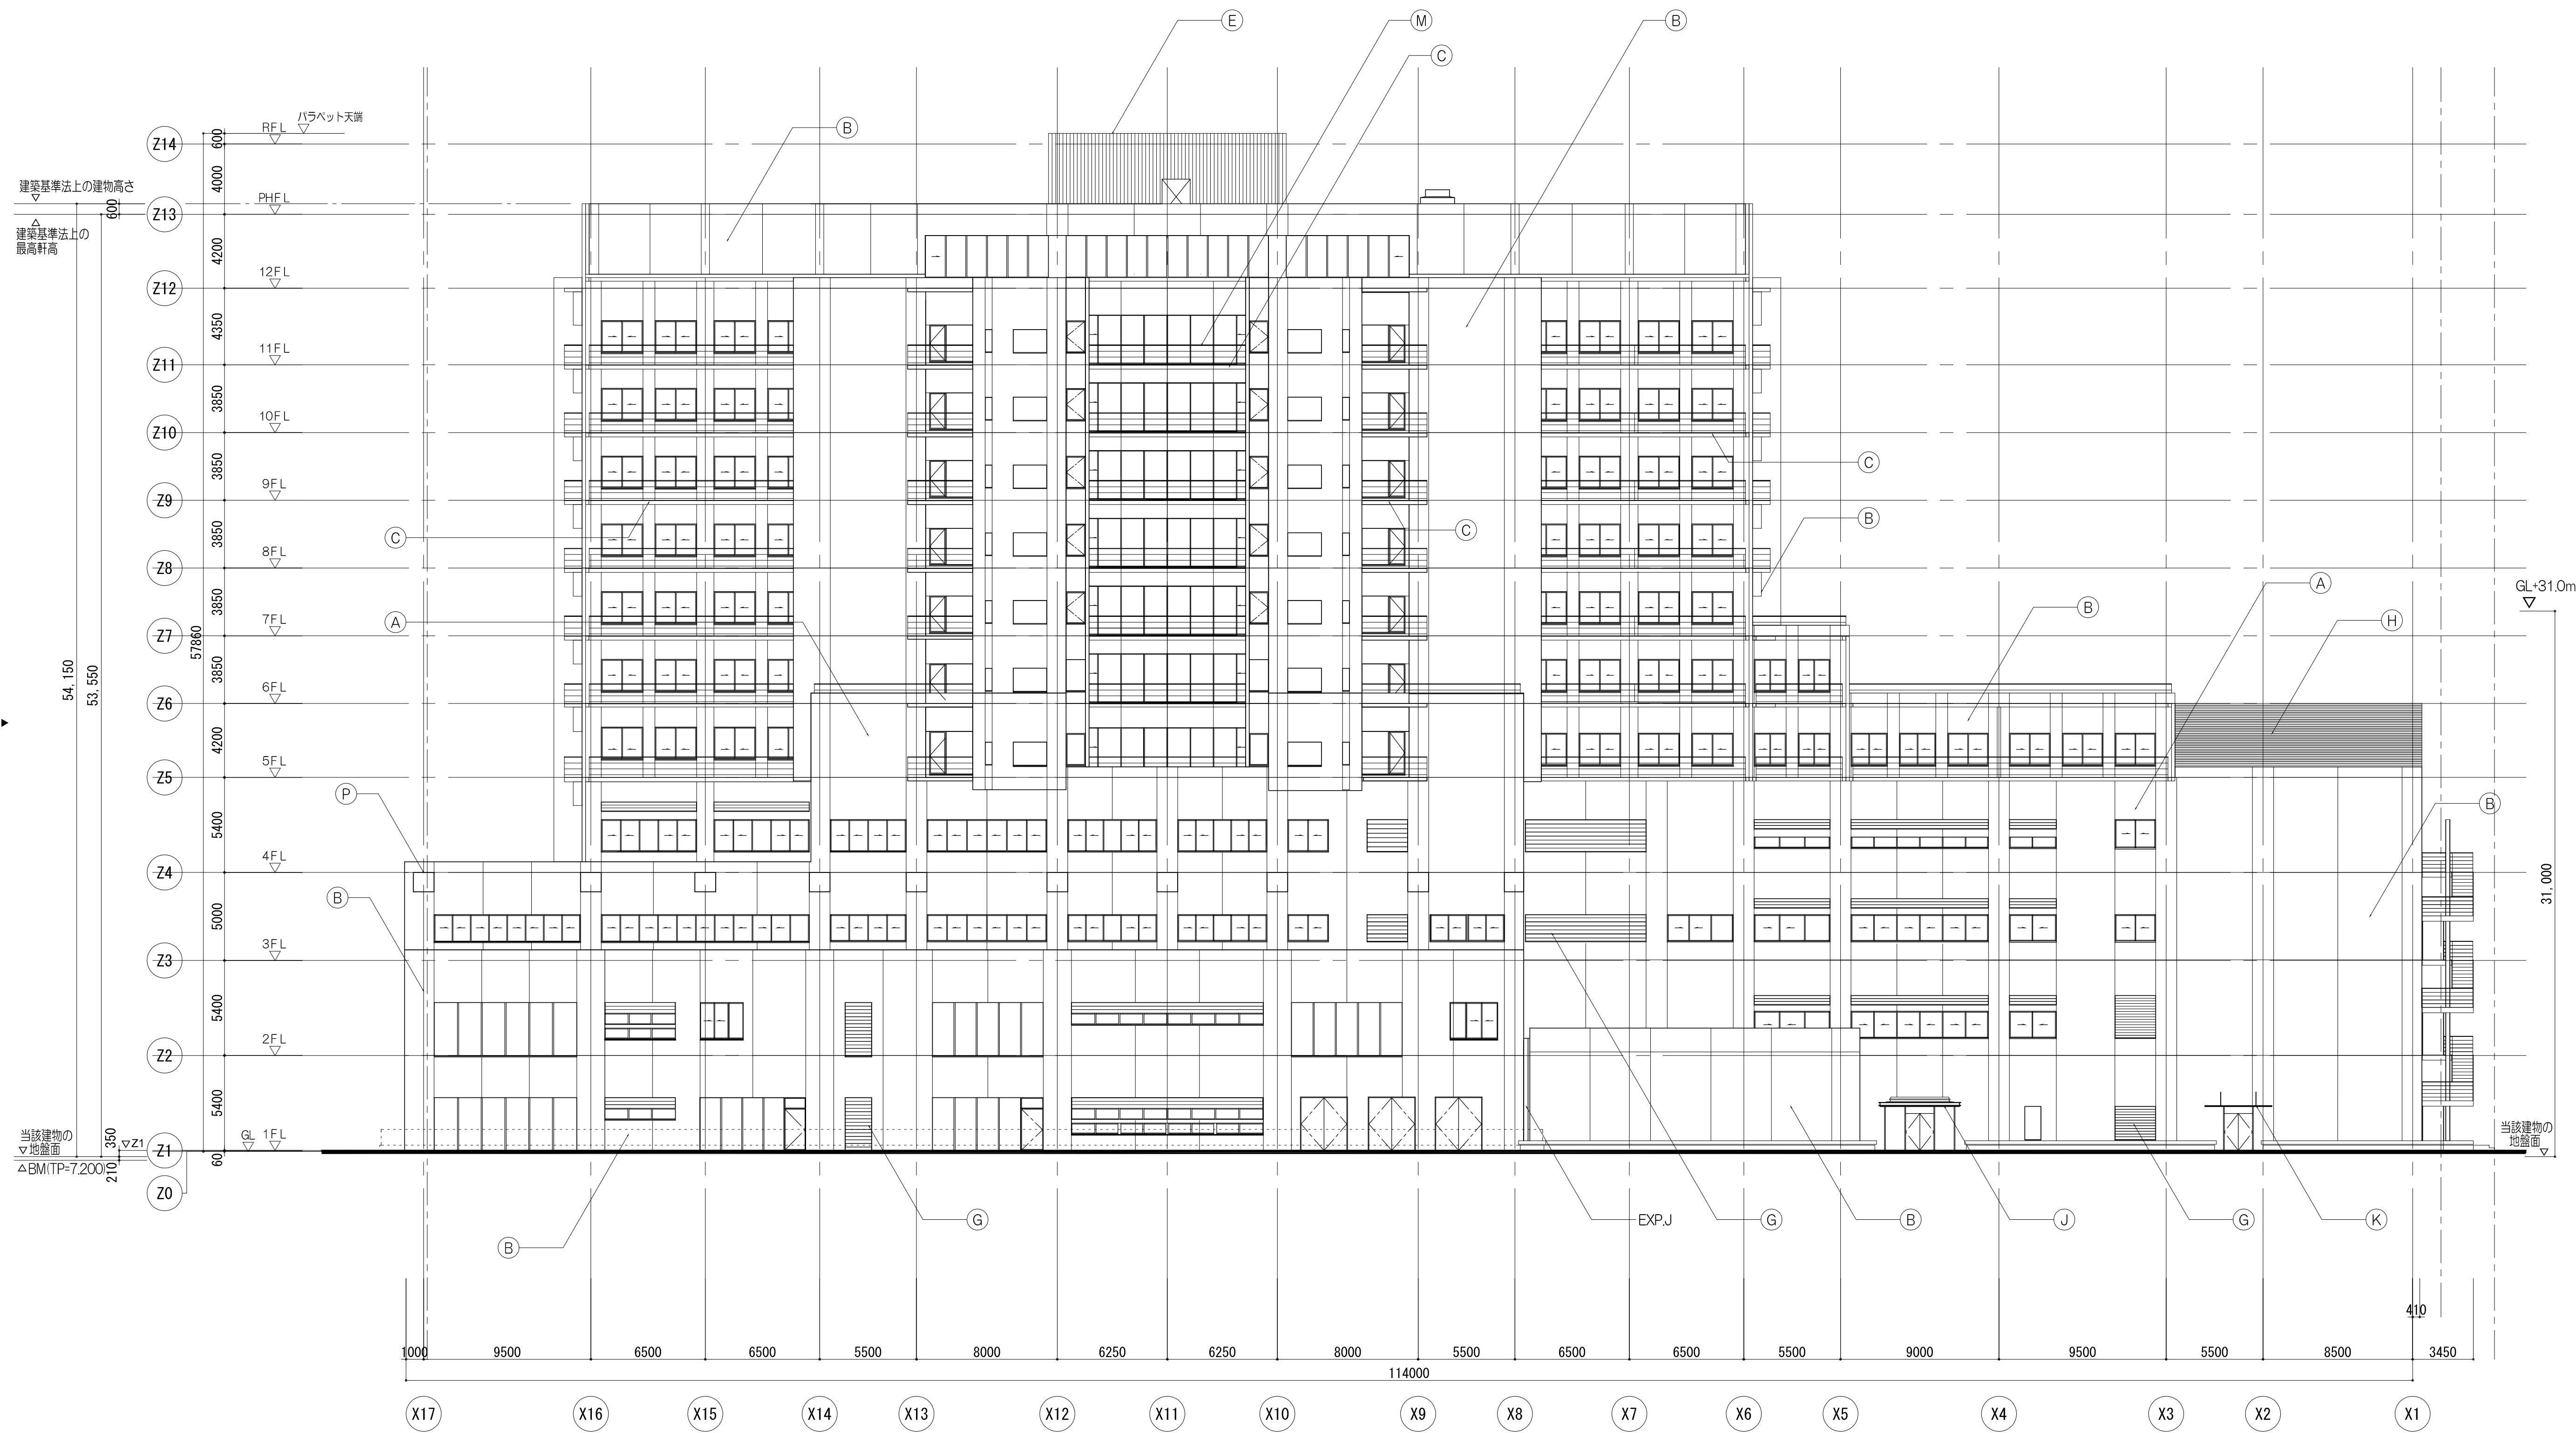 E
M
B
C
B
Z14
RFL
パラペット天端
600
4000
建築基準法上の建物高さ
600
Z13
PHFL
建築基準法上の
最高軒高
4200
Z12
12FL
4350
Z11
11FL
3850
Z10
10FL
C
3850
Z9
9FL
C
C
B
3850
Z8
8FL
A
GL+31.0m
3850
Z7
7FL
A
B
H
57860
54,150
53,550
3850
Z6
6FL
4200
Z5
5FL
P
B
5400
Z4
4FL
B
31,000
5000
Z3
3FL
5400
Z2
2FL
5400
当該建物の
地盤面
350
Z1
Z1
GL
1FL
60
BM(TP=7,200)
210
Z0
当該建物の
地盤面
B
G
EXP.J
G
B
J
G
K
410
1000
9500
6500
6500
5500
8000
6250
6250
8000
5500
6500
6500
5500
9000
9500
5500
8500
3450
114000
X17
X16
X15
X14
X13
X12
X11
X10
X9
X8
X7
X6
X5
X4
X3
X2
X1